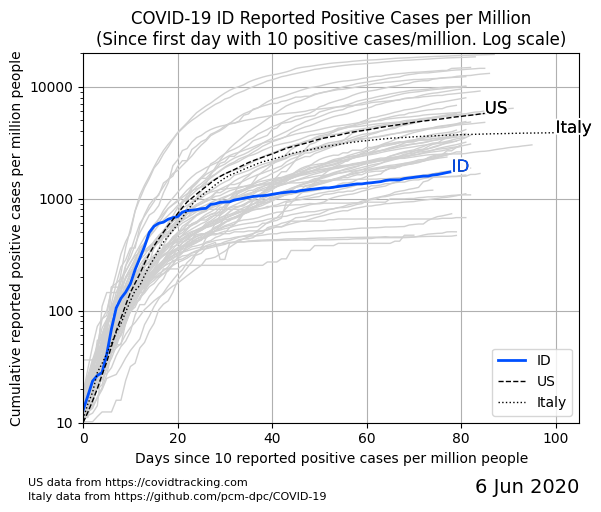 COVID-19 ID Reported Positive Cases per Million
(Since first day with 10 positive cases/million. Log scale)
Cumulative reported positive cases per million people
10000
1000
100
10
US
Italy
ID
ID
US
Italy
0
20
40
60
80
100
Days since 10 reported positive cases per million people
US data from https://covidtracking.com
Italy data from https://github.com/pcm-dpc/COVID-19
6 Jun 2020